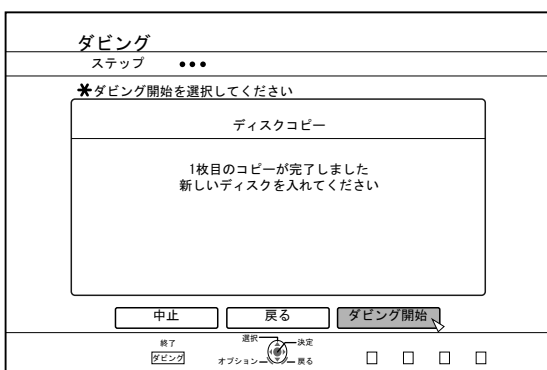 ダビング
ステップ ●●●
✱ダビング開始を選択してください
ディスクコピー
1枚目のコピーが完了しました
新しいディスクを入れてください
中止 戻る ダビング開始
終了
ダビング
選択
決定
オプション
戻る